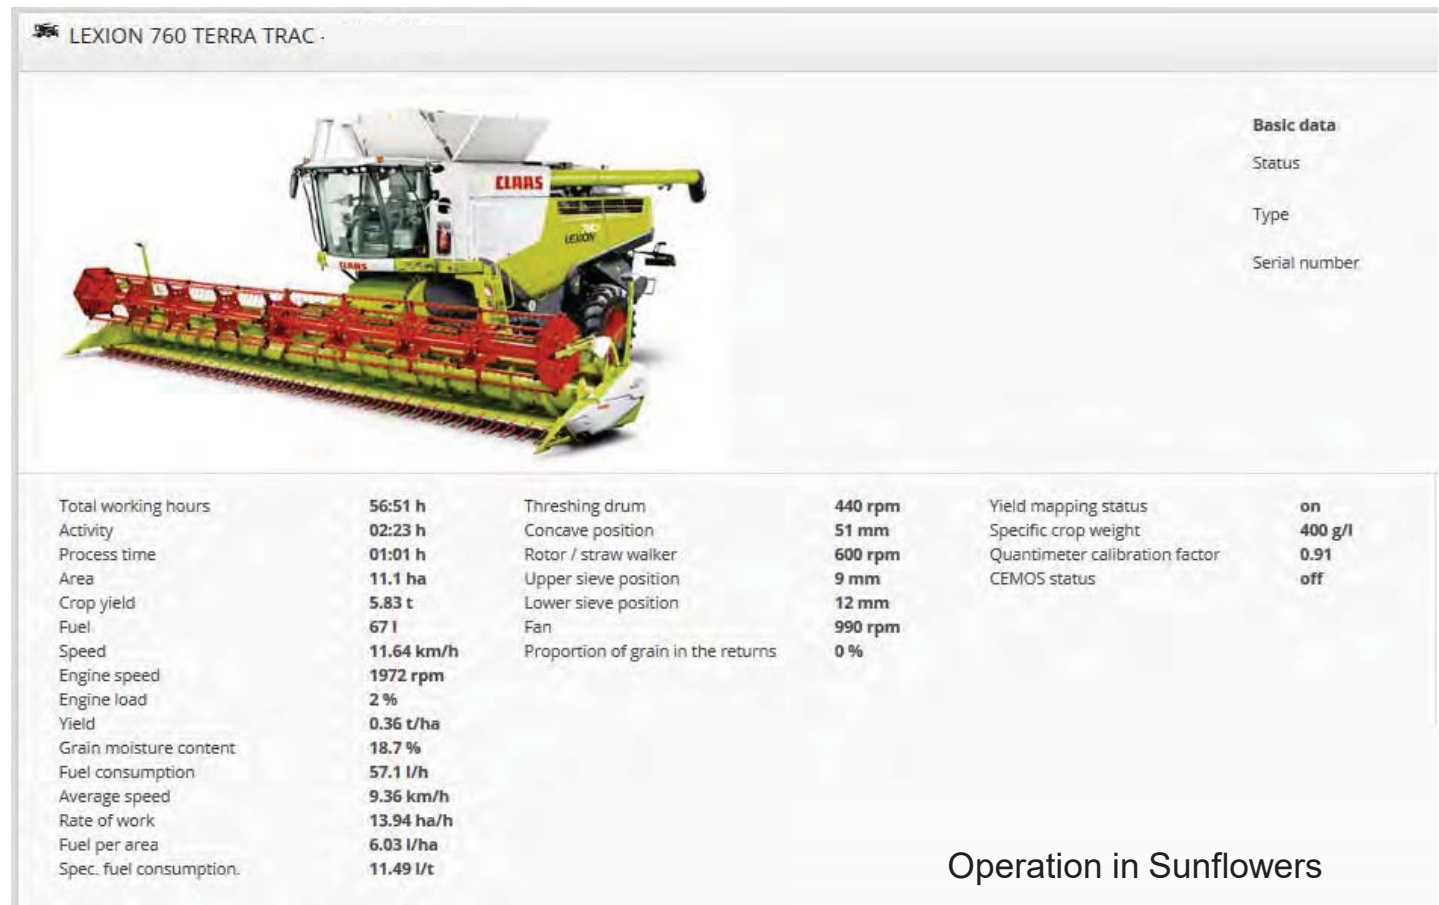 LEXION 760 TERRA TRAC -
CLAAS
760
LEXION
CLAAS
Basic data
Status
Type
Serial number
Total working hours 56:51 h
Activity 02:23 h
Process time 01:01 h
Area 11.1 ha
Crop yield 5.83 t
Fuel 67 l
Speed 11.64 km/h
Engine speed 1972 rpm
Engine load 2 %
Yield 0.36 t/ha
Grain moisture content 18.7 %
Fuel consumption 57.1 l/h
Average speed 9.36 km/h
Rate of work 13.94 ha/h
Fuel per area 6.03 l/ha
Spec. fuel consumption. 11.49 l/t
Threshing drum 440 rpm
Concave position 51 mm
Rotor / straw walker 600 rpm
Upper sieve position 9 mm
Lower sieve position 12 mm
Fan 990 rpm
Proportion of grain in the returns 0 %
Yield mapping status on
Specific crop weight 400 g/l
Quantimeter calibration factor 0.91
CEMOS status off
Operation in Sunflowers